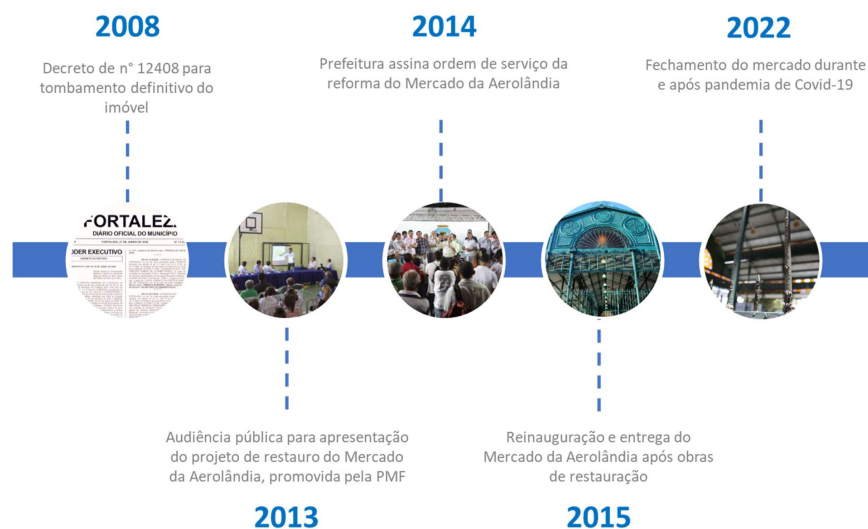 2008
Decreto de n° 12408 para
tombamento definitivo do
imóvel
2014
Prefeitura assina ordem de serviço da
reforma do Mercado da Aerolândia
2022
Fechamento do mercado durante
e após pandemia de Covid-19
FORTALEZ.
DIÁRIO OFICIAL DO MUNICÍPIO
ODER EXECUTIVO
Audiência pública para apresentação
do projeto de restauro do Mercado
da Aerolândia, promovida pela PMF
2013
Reinauguração e entrega do
Mercado da Aerolândia após obras
de restauração
2015